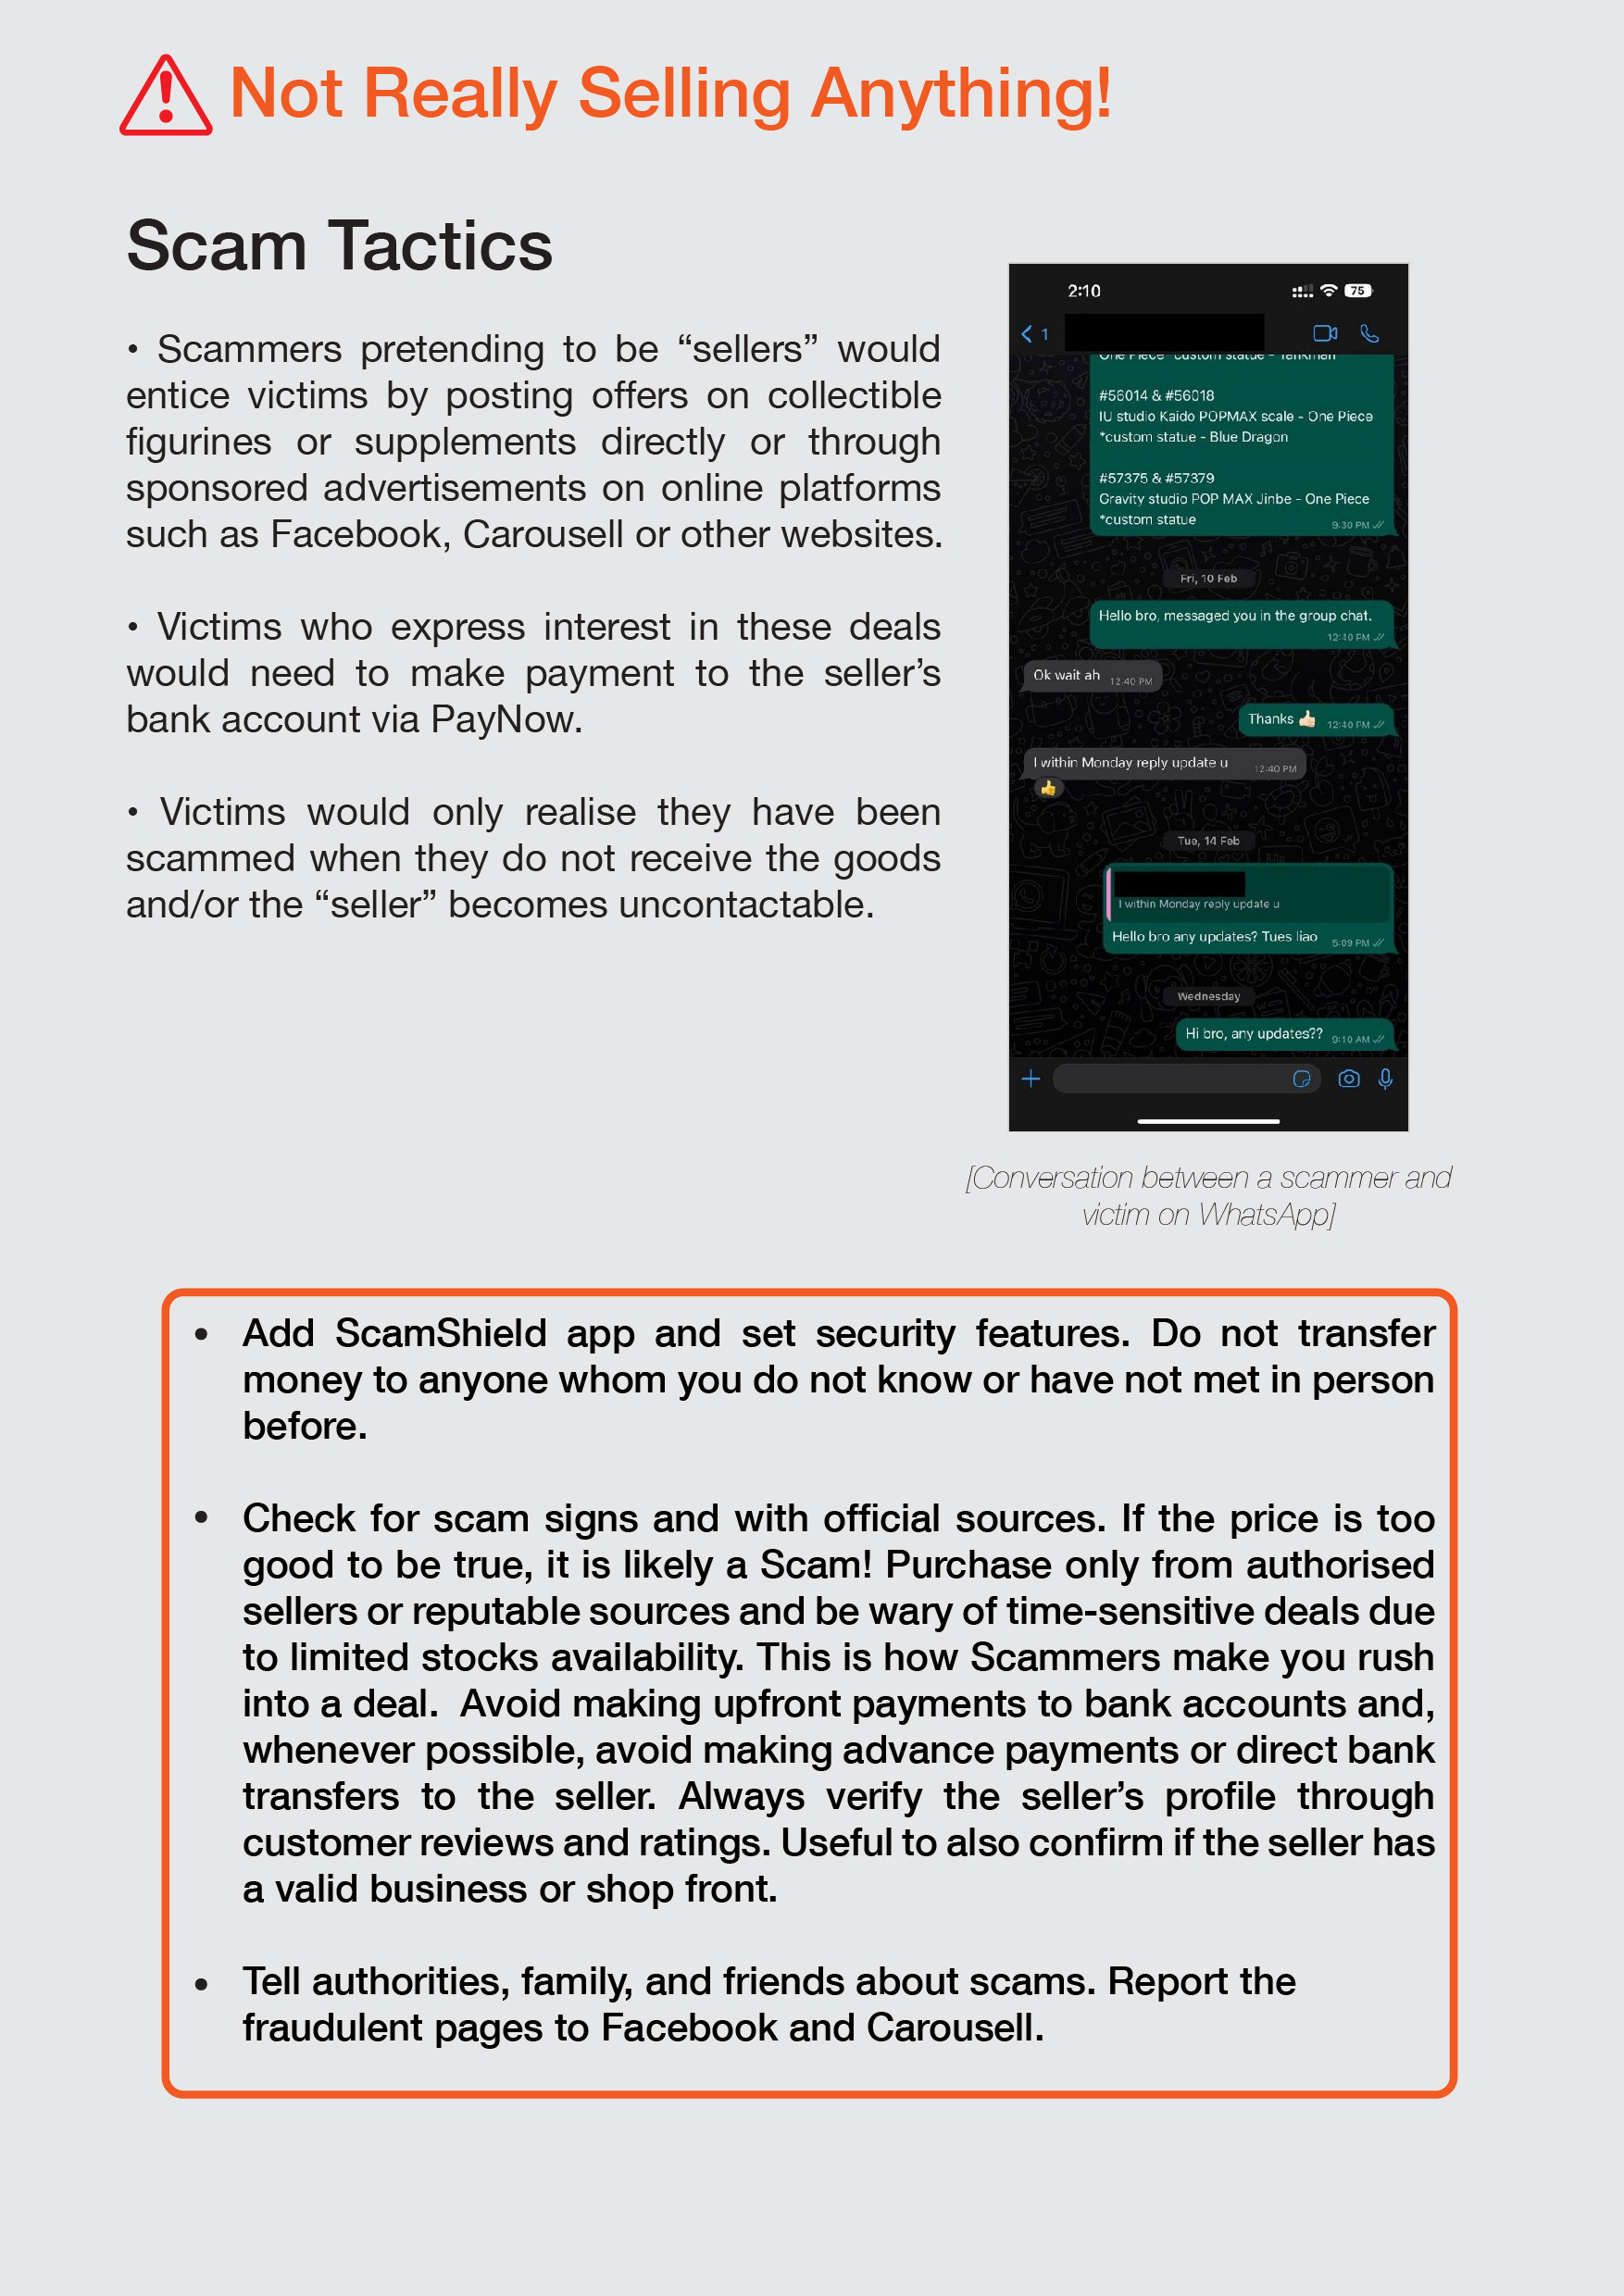 Not Really Selling Anything!
Scam Tactics
• Scammers pretending to be “sellers” would
entice victims by posting offers on collectible
figurines or supplements directly or through
sponsored advertisements on online platforms
such as Facebook, Carousell or other websites.
• Victims who express interest in these deals
would need to make payment to the seller’s
bank account via PayNow.
• Victims would only realise they have been
scammed when they do not receive the goods
and/or the “seller” becomes uncontactable.
2:10
75
1
One Piece *custom statue -
#56014 & #56018
IU studio Kaido POPMAX scale - One Piece
*custom statue - Blue Dragon
#57375 & #57379
Gravity studio POP MAX Jinbe - One Piece
*custom statue
9:30 PM
Fri, 10 Feb
Hello bro, messaged you in the group chat.
12:40 PM
Ok wait ah 12:40 PM
Thanks 👍🏻 12:40 PM
I within Monday reply update u 12:40 PM
👍
Tue, 14 Feb
I within Monday reply update u
Hello bro any updates? Tues liao 5:09 PM
Wednesday
Hi bro, any updates?? 9:10 AM
[Conversation between a scammer and
victim on WhatsApp]
• Add ScamShield app and set security features. Do not transfer
money to anyone whom you do not know or have not met in person
before.
• Check for scam signs and with official sources. If the price is too
good to be true, it is likely a Scam! Purchase only from authorised
sellers or reputable sources and be wary of time-sensitive deals due
to limited stocks availability. This is how Scammers make you rush
into a deal.  Avoid making upfront payments to bank accounts and,
whenever possible, avoid making advance payments or direct bank
transfers to the seller. Always verify the seller’s profile through
customer reviews and ratings. Useful to also confirm if the seller has
a valid business or shop front.
• Tell authorities, family, and friends about scams. Report the
fraudulent pages to Facebook and Carousell.